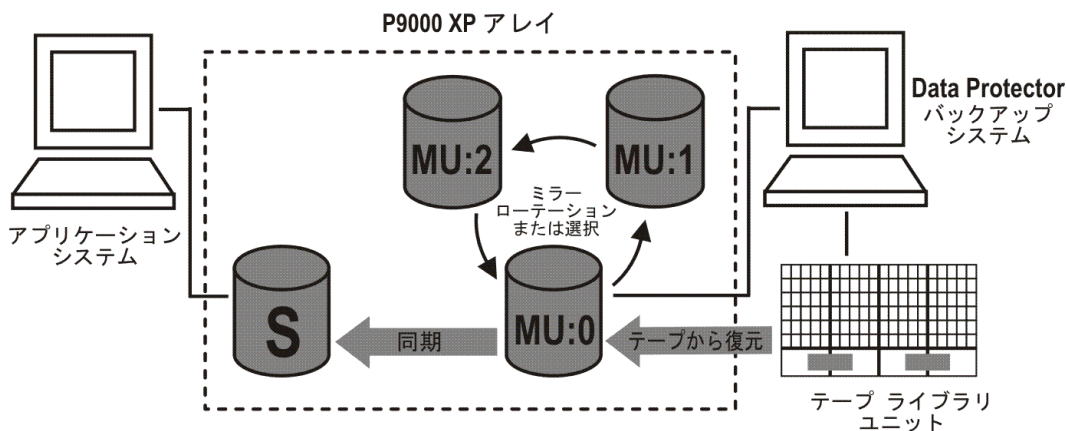 P9000 XP アレイ
Data Protector
バックアップ
システム
MU:2
MU:1
ミラー
ローテーション
または選択
アプリケーション
システム
S
同期
MU:0
テープから復元
テープ ライブラリ
ユニット